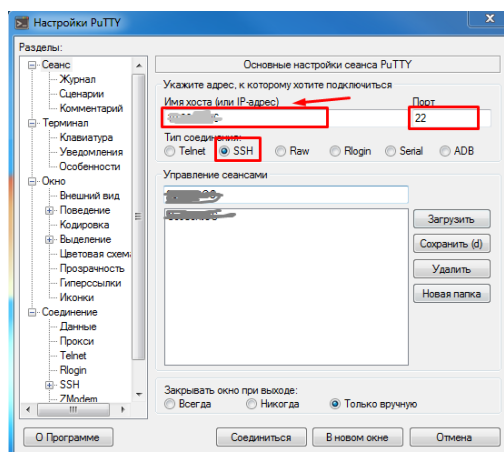 Настройки PuTTY
X
Разделы:
Сеанс
Журнал
Сценарии
Комментарий
Терминал
Клавиатура
Уведомления
Особенности
Окно
Внешний вид
Поведение
Кодировка
Выделение
Цветовая схем
Прозрачность
Гиперссылки
Иконки
Соединение
Данные
Прокси
Telnet
Rlogin
SSH
ZModem
Основные настройки сеанса PuTTY
Укажите адрес, к которому хотите подключиться
Имя хоста (или IP-адрес) Порт
22
Тип соединения:
Telnet SSH Raw Rlogin Serial ADB
Управление сеансами
Загрузить
Сохранить (d)
Удалить
Новая папка
Закрывать окно при выходе:
Всегда Никогда Только вручную
О Программе Соединиться В новом окне Отмена